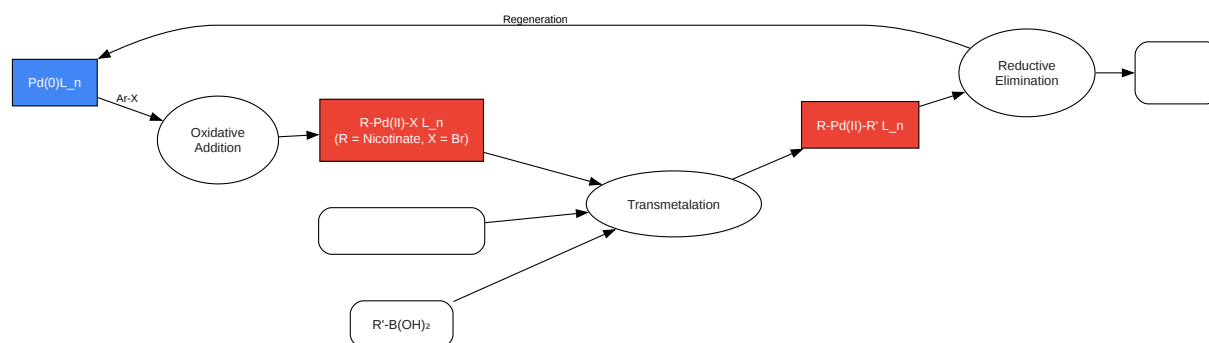 Regeneration
Pd(0)L_n
Ar-X
Oxidative
Addition
R-Pd(II)-X L_n
(R = Nicotinate, X = Br)
R'-B(OH)₂
Transmetalation
R-Pd(II)-R' L_n
Reductive
Elimination